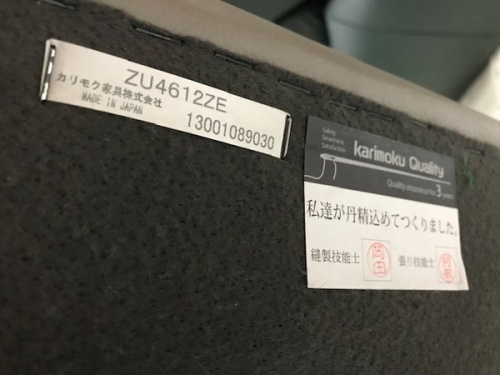 ZU4612ZE
カリモク家具株式会社
MADE IN JAPAN
13001089030
Safety
Smartness
Satisfaction
karimoku Quality
Quality assurance for 3 years
私達が丹精込めてつくりました。
縫製技能士
張り技能士